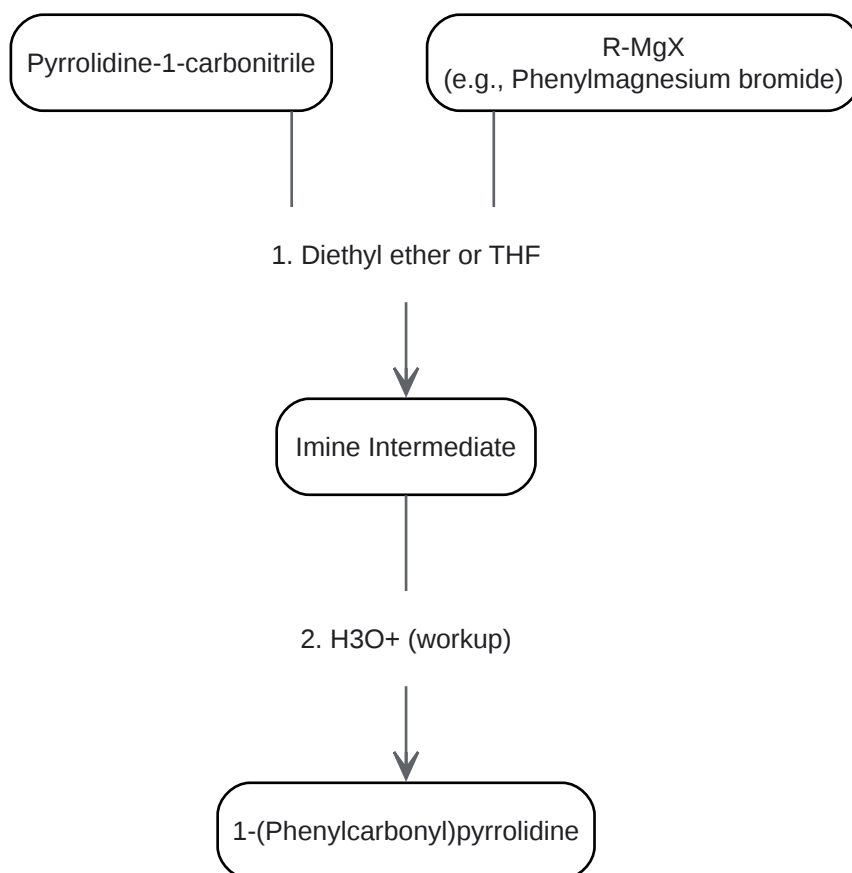 Pyrrolidine-1-carbonitrile
R-MgX
(e.g., Phenylmagnesium bromide)
1. Diethyl ether or THF
Imine Intermediate
2. H3O+ (workup)
1-(Phenylcarbonyl)pyrrolidine